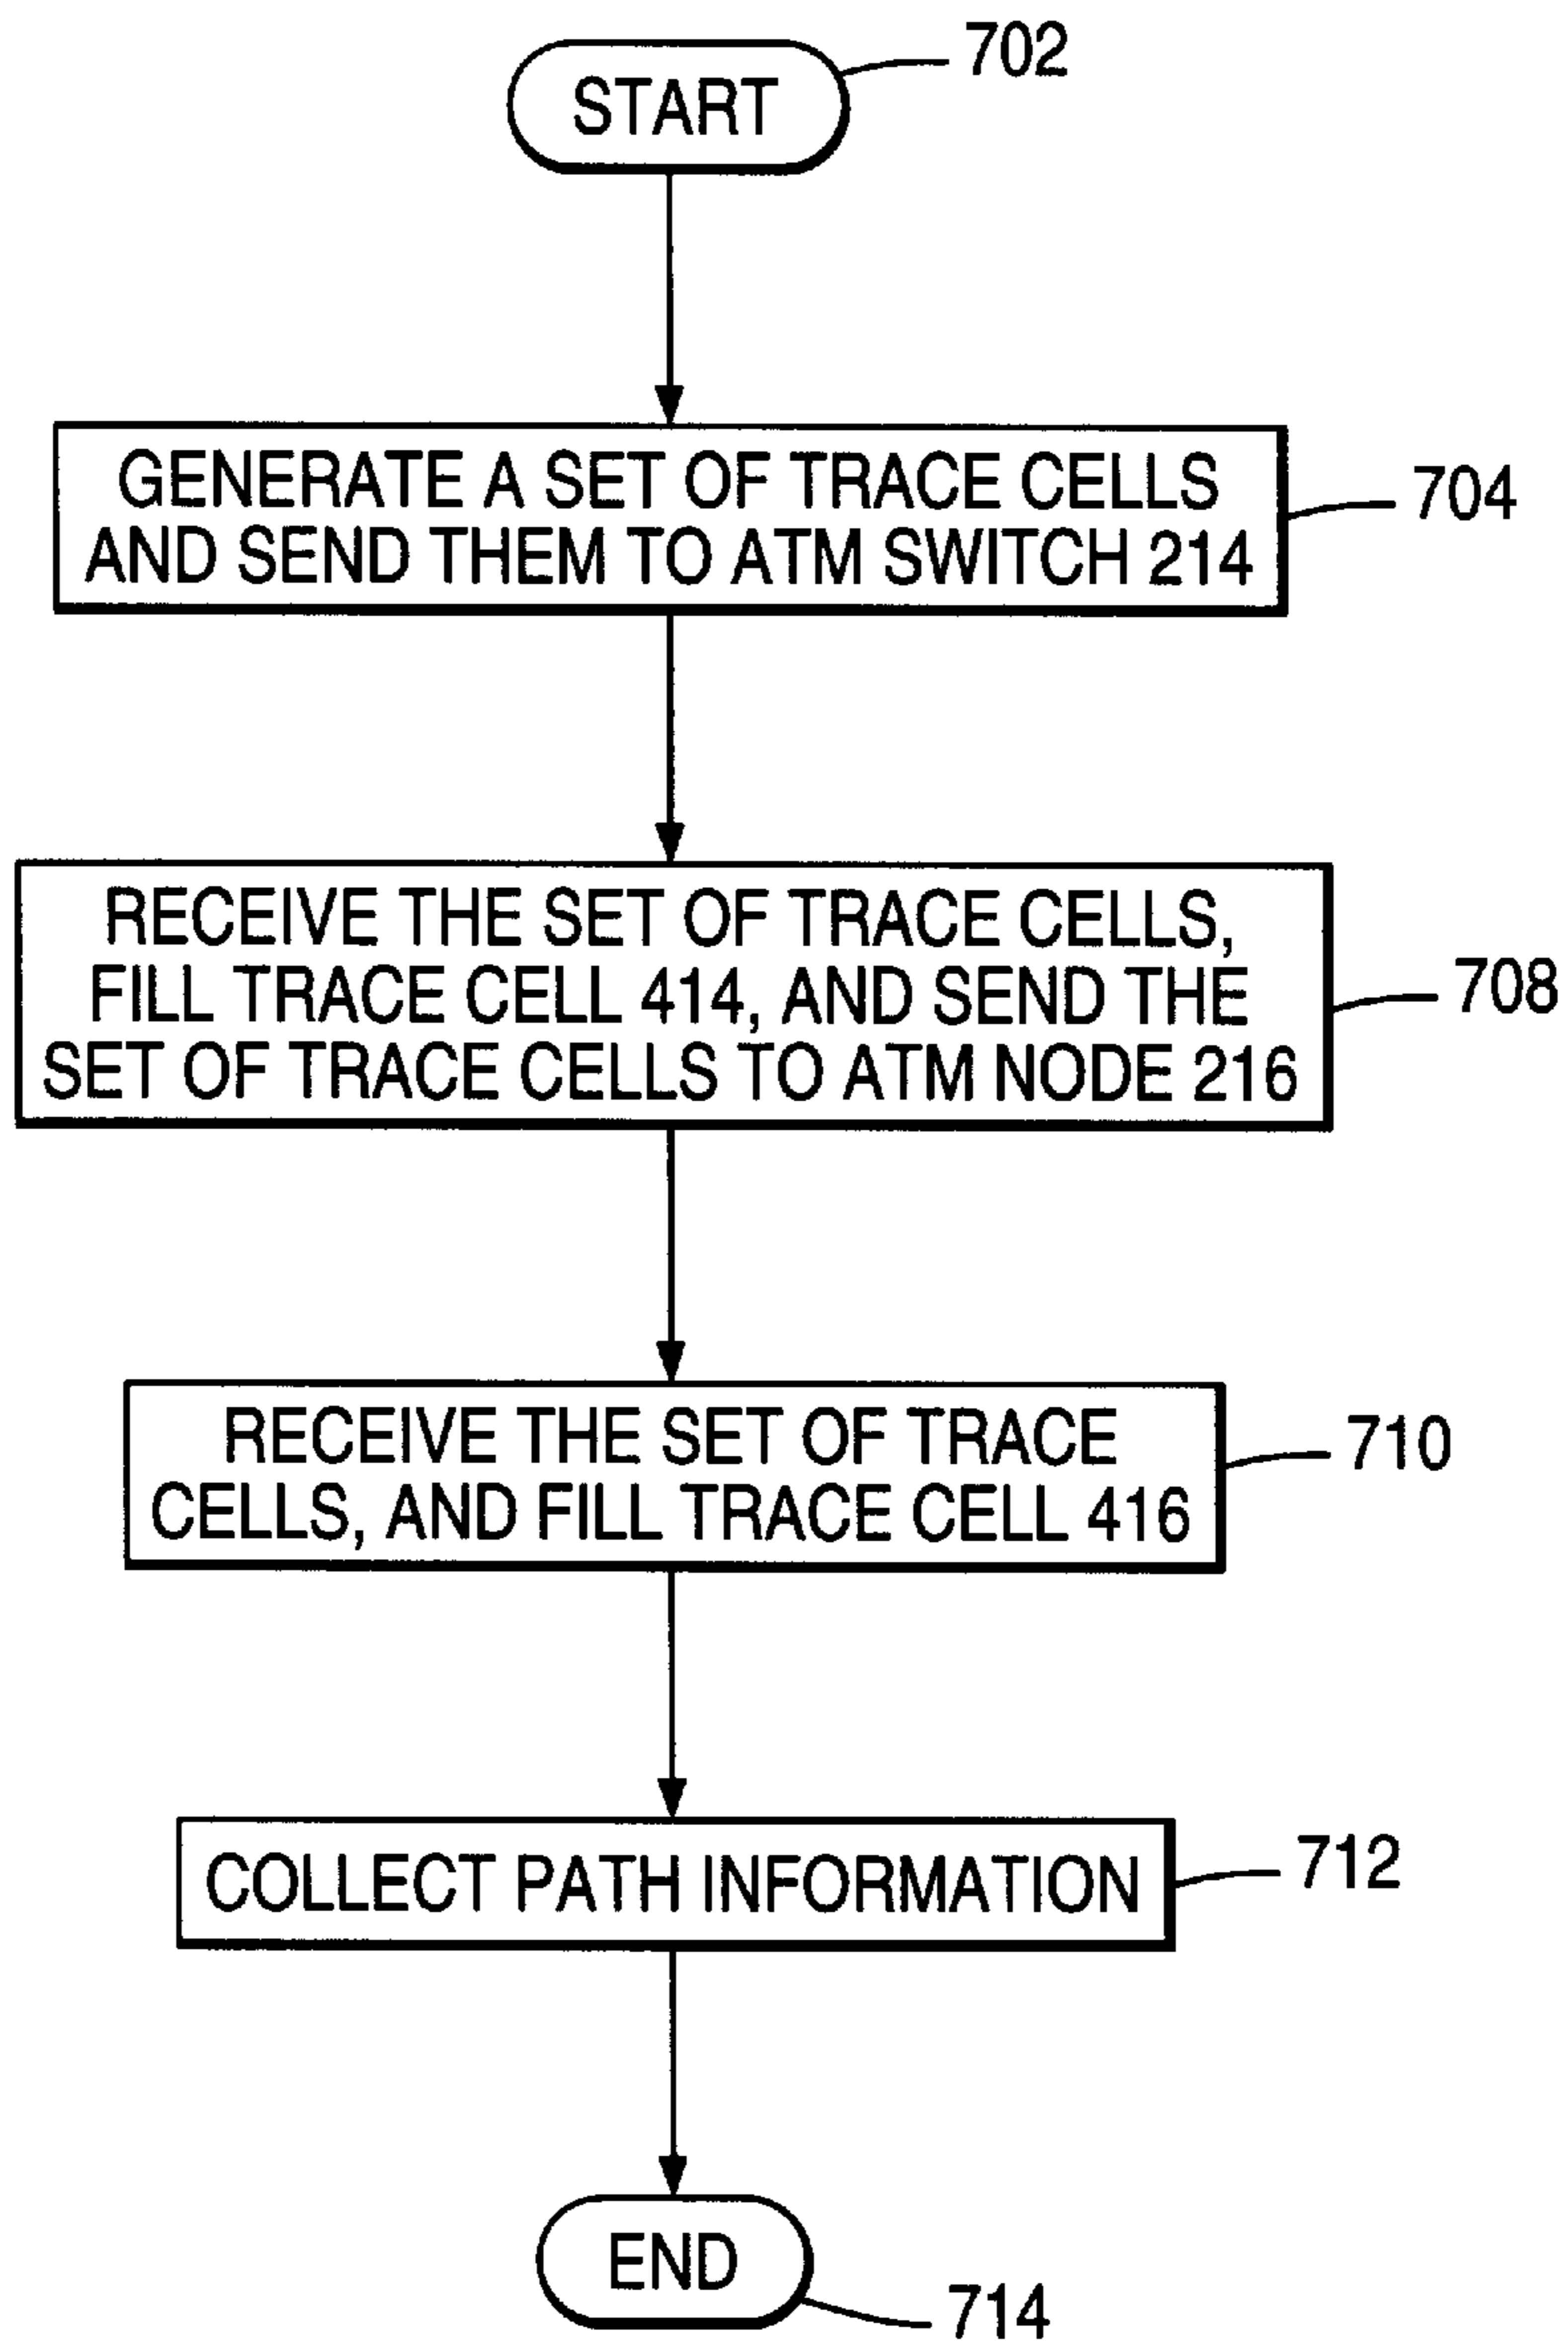 START
702
GENERATE A SET OF TRACE CELLS
AND SEND THEM TO ATM SWITCH 214
704
RECEIVE THE SET OF TRACE CELLS,
FILL TRACE CELL 414, AND SEND THE
SET OF TRACE CELLS TO ATM NODE 216
708
RECEIVE THE SET OF TRACE
CELLS, AND FILL TRACE CELL 416
710
COLLECT PATH INFORMATION
712
END
714